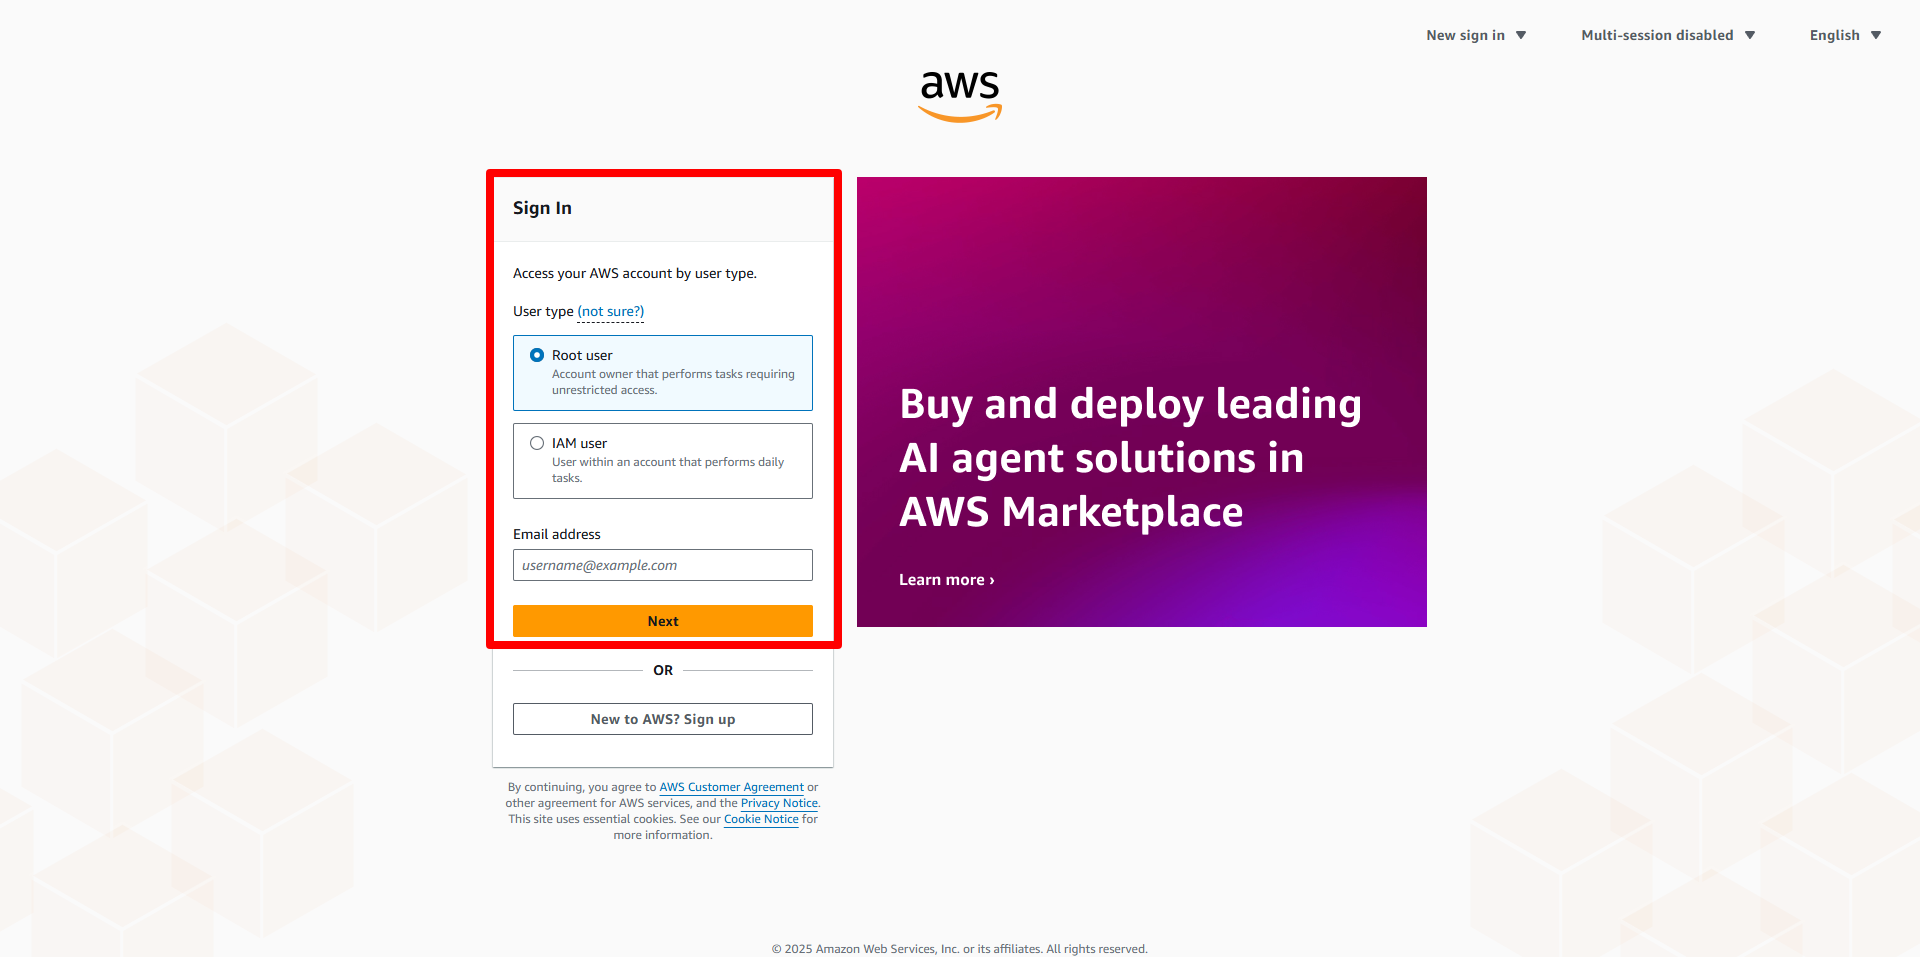 New sign in
Multi-session disabled
English
aws
Sign In
Access your AWS account by user type.
User type (not sure?)
Root user
Account owner that performs tasks requiring
unrestricted access.
IAM user
User within an account that performs daily
tasks.
Email address
username@example.com
Next
OR
New to AWS? Sign up
By continuing, you agree to AWS Customer Agreement or
other agreement for AWS services, and the Privacy Notice.
This site uses essential cookies. See our Cookie Notice for
more information.
Buy and deploy leading
AI agent solutions in
AWS Marketplace
Learn more ›
© 2025 Amazon Web Services, Inc. or its affiliates. All rights reserved.